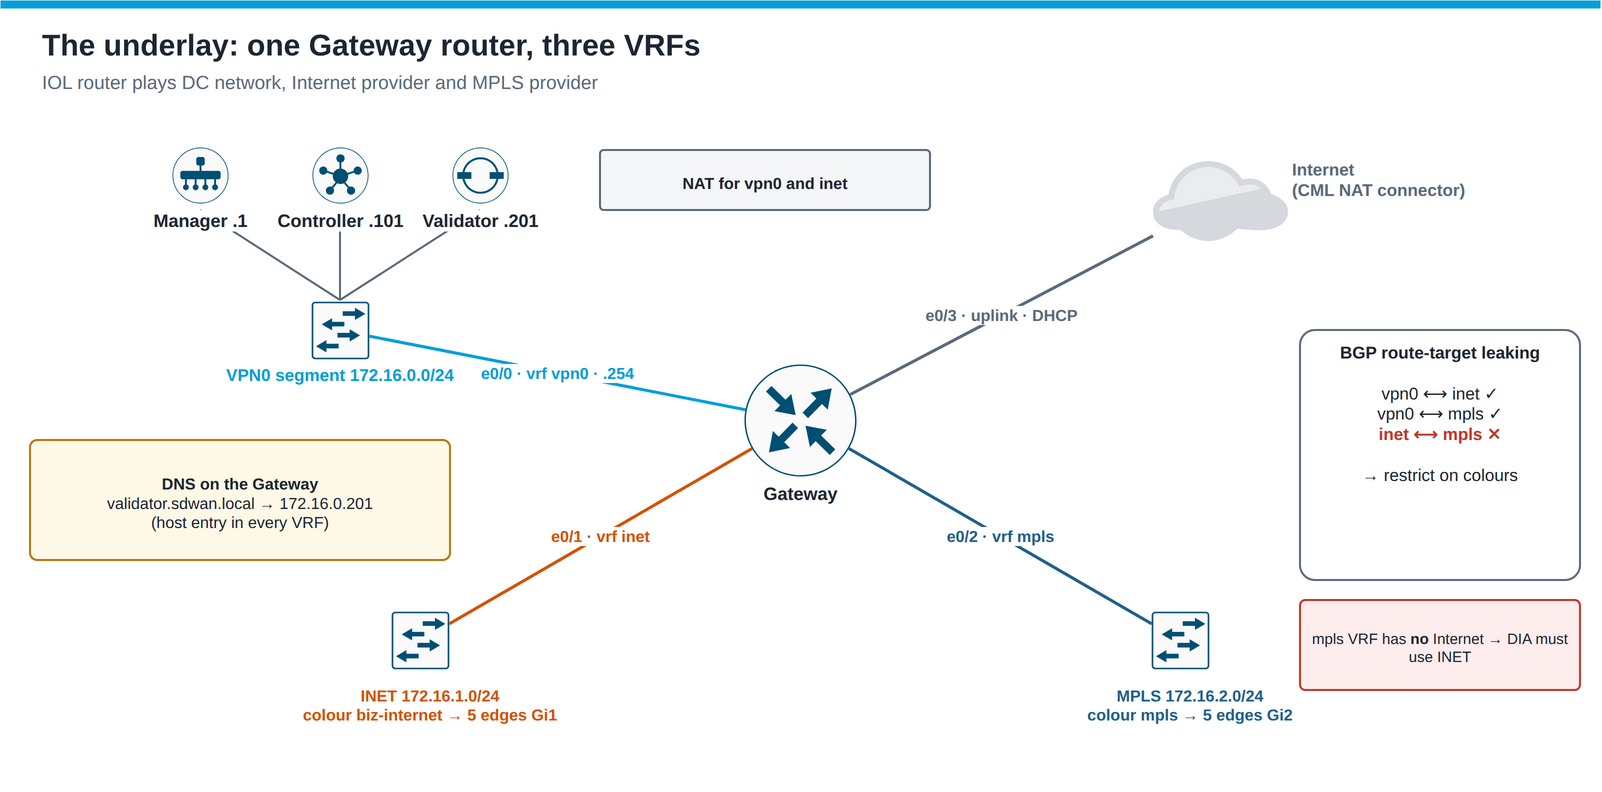 The underlay: one Gateway router, three VRFs
IOL router plays DC network, Internet provider and MPLS provider
Manager .1
Controller .101
Validator .201
NAT for vpn0 and inet
Internet
(CML NAT connector)
e0/3 · uplink · DHCP
VPN0 segment 172.16.0.0/24
e0/0 · vrf vpn0 · .254
BGP route-target leaking
vpn0 ⟷ inet ✓
vpn0 ⟷ mpls ✓
inet ⟷ mpls ✕
→ restrict on colours
Gateway
DNS on the Gateway
validator.sdwan.local → 172.16.0.201
(host entry in every VRF)
e0/1 · vrf inet
e0/2 · vrf mpls
mpls VRF has no Internet → DIA must
use INET
INET 172.16.1.0/24
colour biz-internet → 5 edges Gi1
MPLS 172.16.2.0/24
colour mpls → 5 edges Gi2